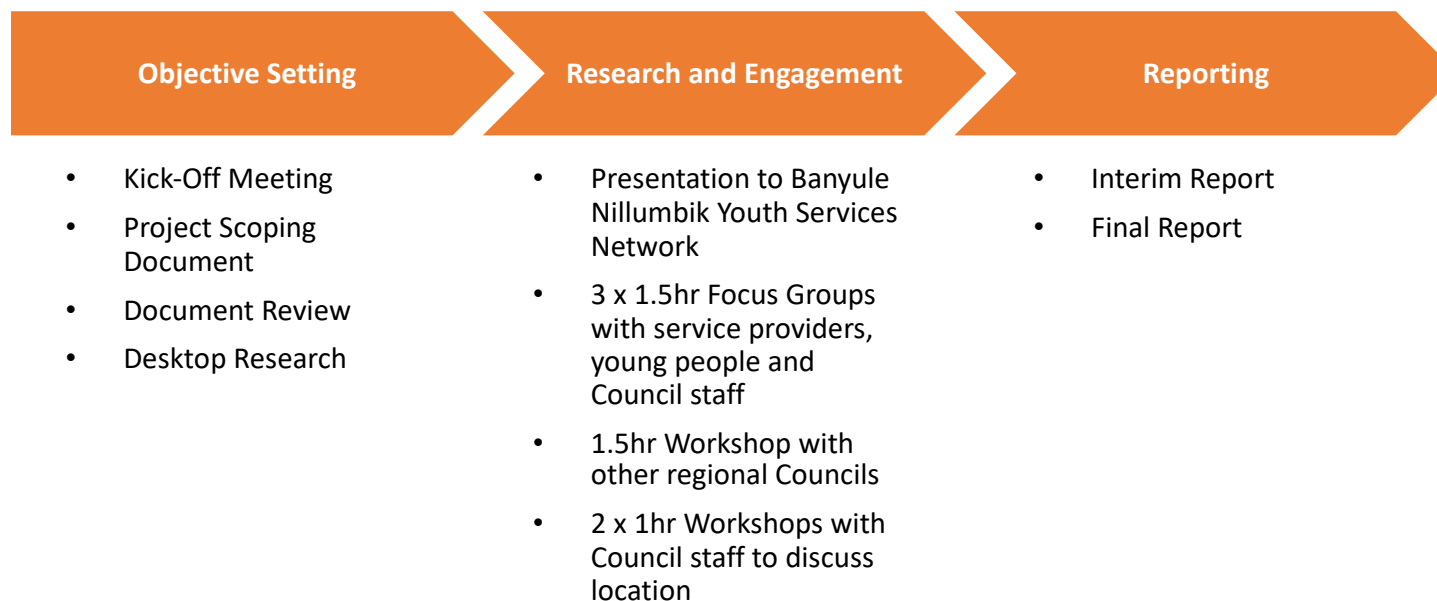 Objective Setting
• Kick-Off Meeting
• Project Scoping
Document
• Document Review
• Desktop Research
Research and Engagement
• Presentation to Banyule
Nillumbik Youth Services
Network
• 3 x 1.5hr Focus Groups
with service providers,
young people and
Council staff
• 1.5hr Workshop with
other regional Councils
• 2 x 1hr Workshops with
Council staff to discuss
location
Reporting
• Interim Report
• Final Report